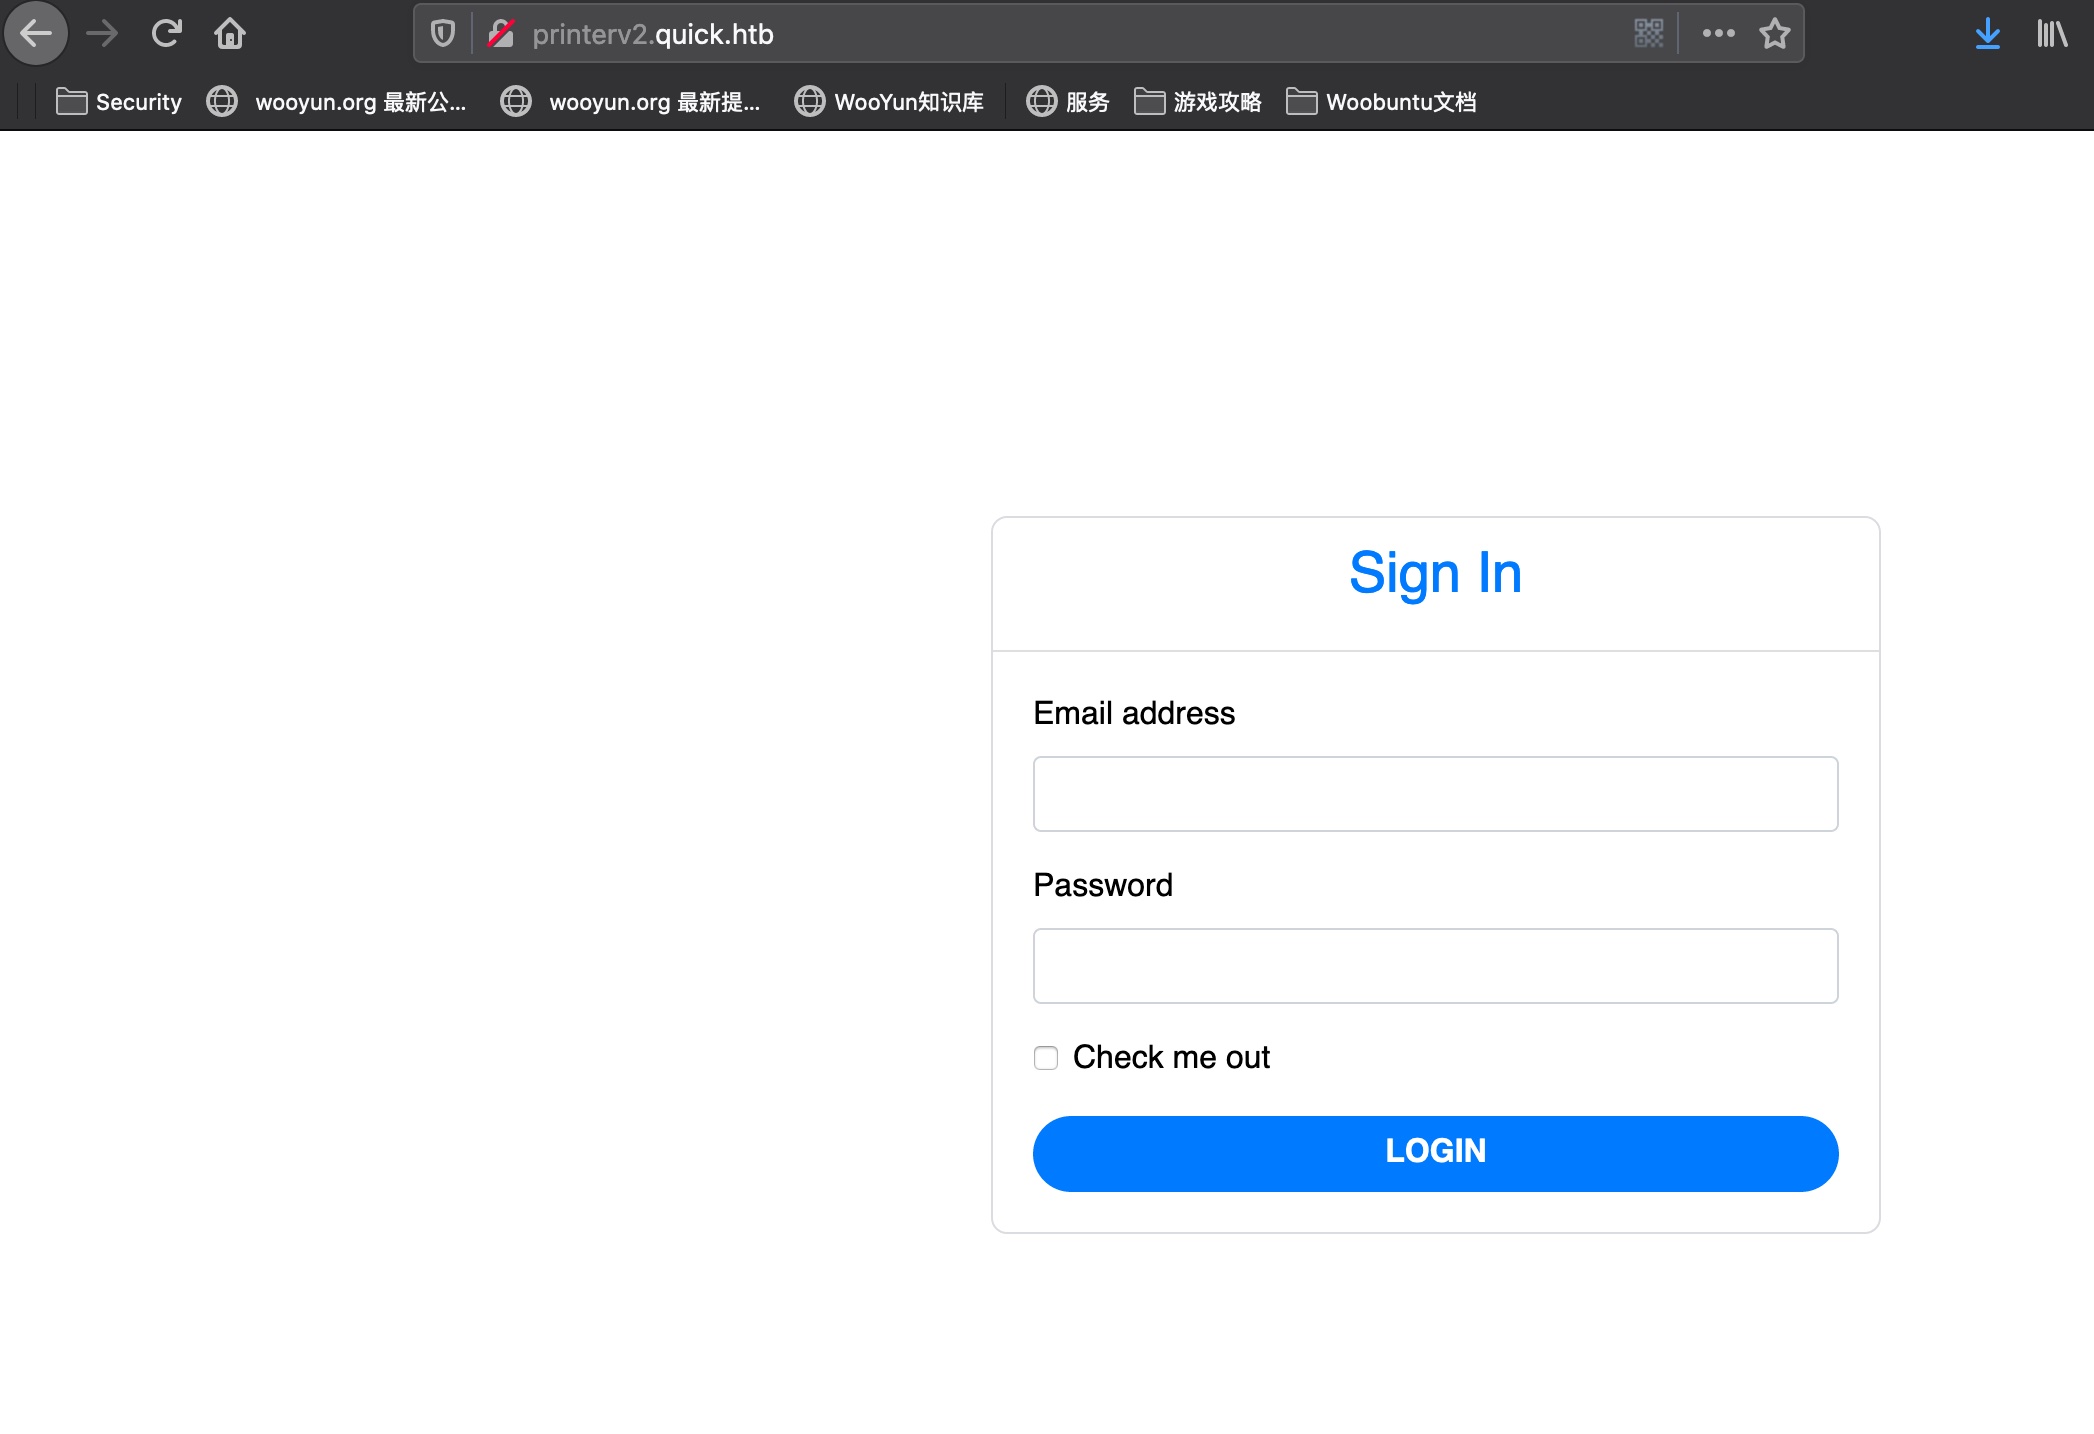 printerv2.quick.htb
Security wooyun.org 最新公... wooyun.org 最新提... WooYun知识库 服务 游戏攻略 Woobuntu文档
Sign In
Email address
Password
Check me out
LOGIN